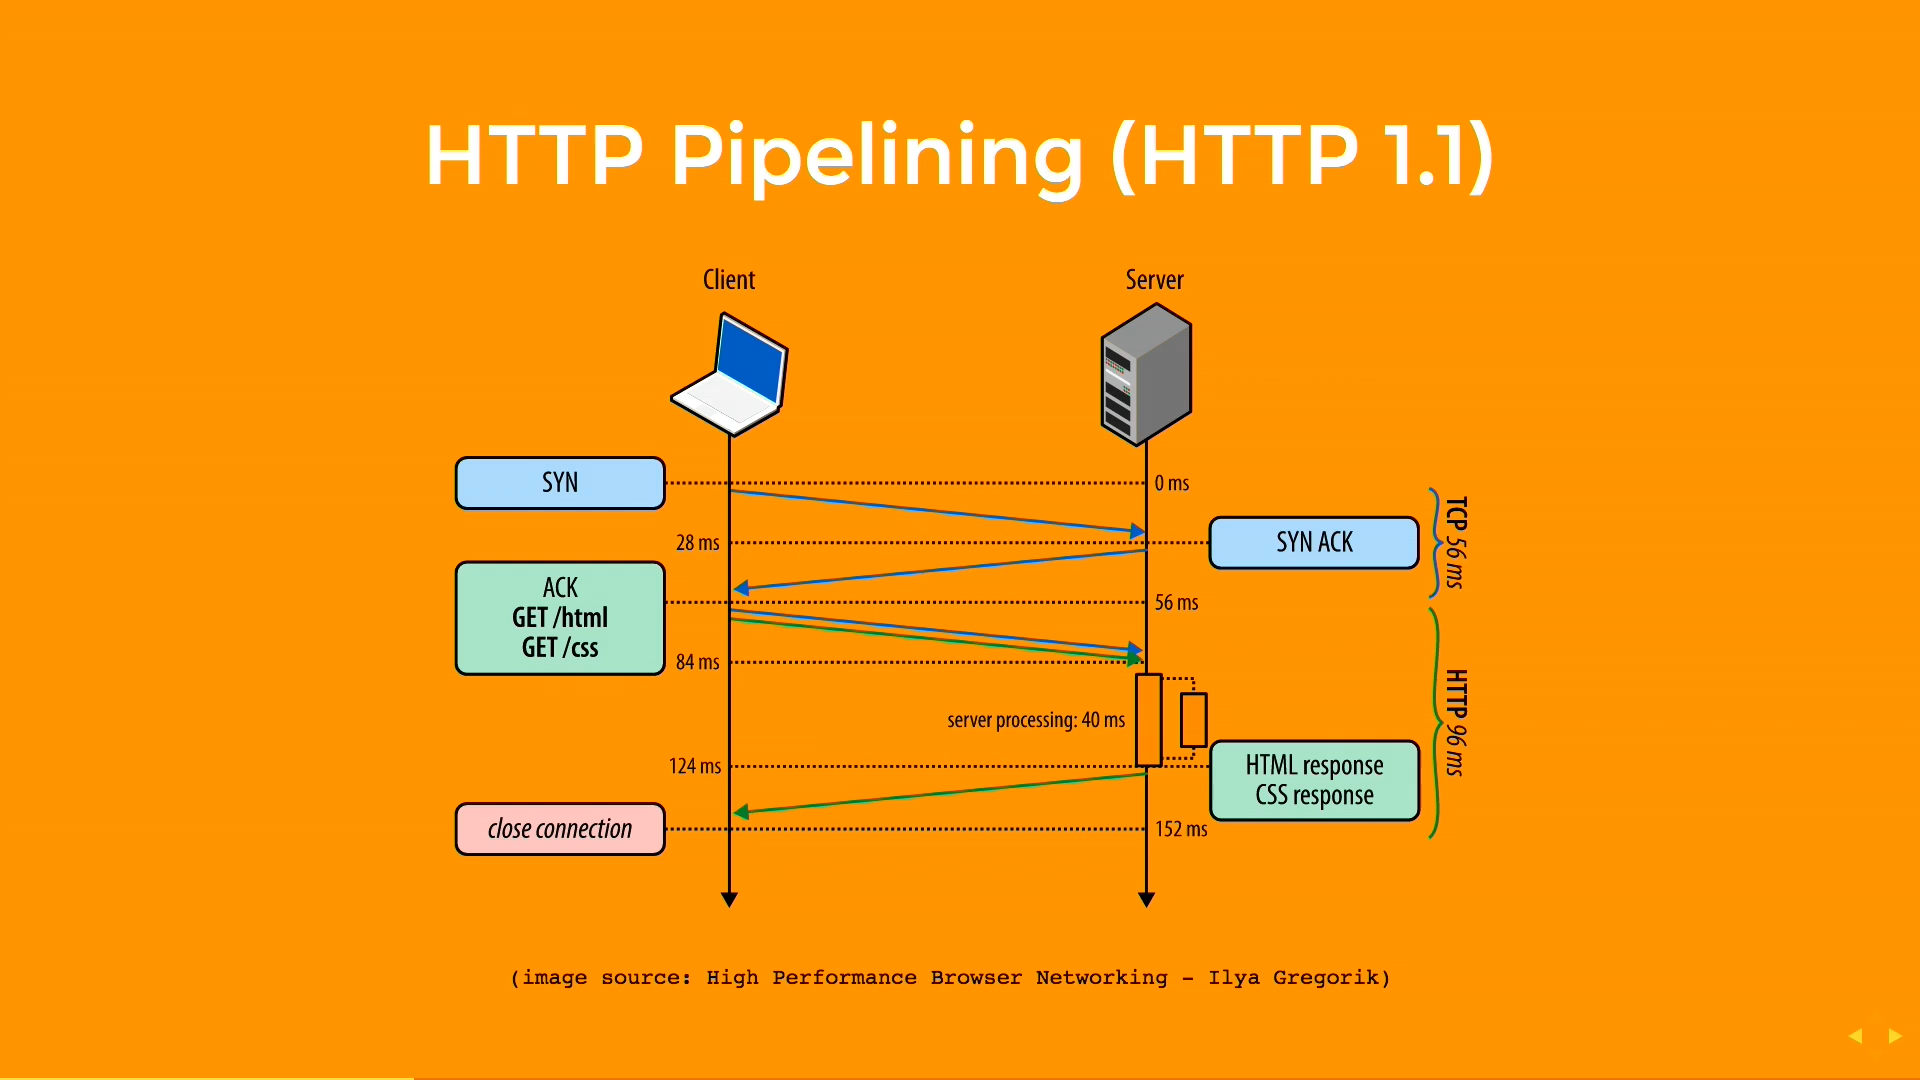 HTTP Pipelining (HTTP 1.1)
Client
Server
SYN
0 ms
28 ms
SYN ACK
TCP 56 ms
ACK
GET /html
GET /css
56 ms
84 ms
server processing: 40 ms
HTTP 96 ms
124 ms
HTML response
CSS response
close connection
152 ms
(image source: High Performance Browser Networking - Ilya Gregorik)